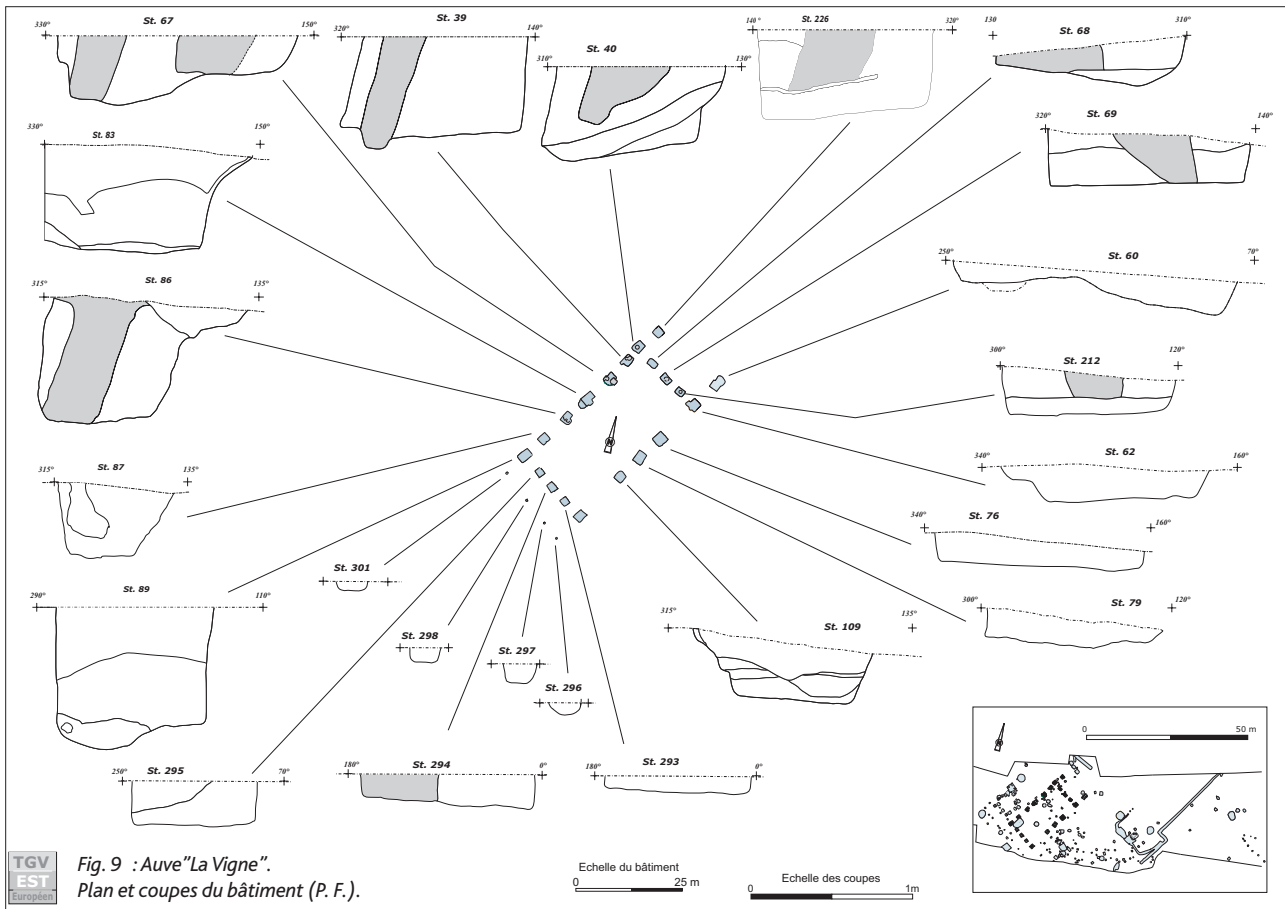 St. 67
330° 150°
St. 39
320° 140°
St. 40
310° 130°
St. 226
140° 320°
St. 68
130 310°
St. 69
320° 140°
St. 83
330° 150°
St. 60
250° 70°
St. 86
315° 135°
St. 212
300° 120°
St. 87
315° 135°
St. 62
340° 160°
St. 76
340° 160°
St. 89
290° 110°
St. 301
St. 298
St. 297
St. 296
St. 109
315° 135°
St. 79
300° 120°
St. 295
250° 70°
St. 294
180° 0°
St. 293
180° 0°
0 50 m
N
N
TGV
EST
Européen
Fig. 9 : Auve"La Vigne".
Plan et coupes du bâtiment (P. F.).
Echelle du bâtiment
0 25 m
Echelle des coupes
0 1m